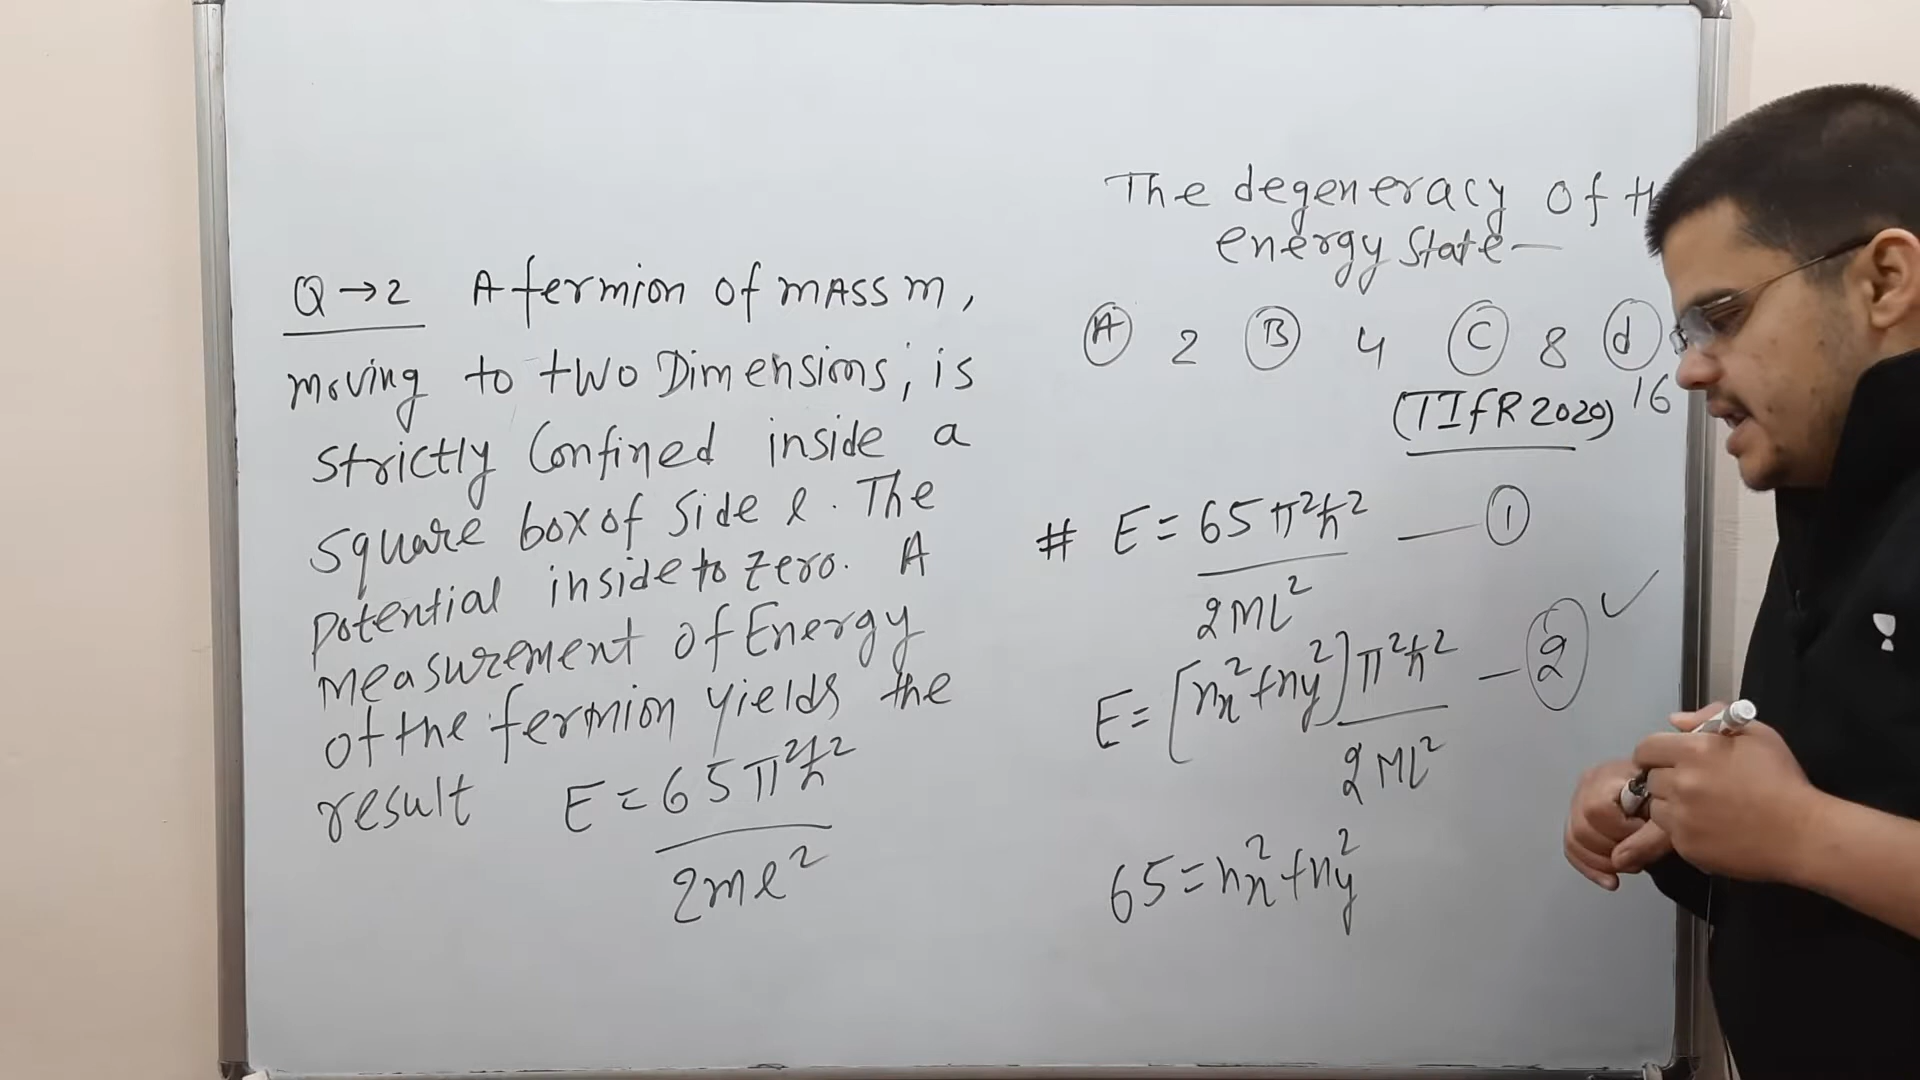 Q→2 A fermion of mAss m,
moving to two Dimensions, is
strictly Confined inside a
square box of side l. The
potential inside to zero. A
measurement of Energy
of the fermion yields the
result E = 65π²ħ²
2ml²
The degeneracy of
energy state—
(A) 2 (B) 4 (C) 8 (d)
16
(TIfR 2020)
# E = 65π²ħ² — ①
2Ml²
E = [nx² + ny²] π²ħ² — ② ✓
2Ml²
65 = nx² + ny²